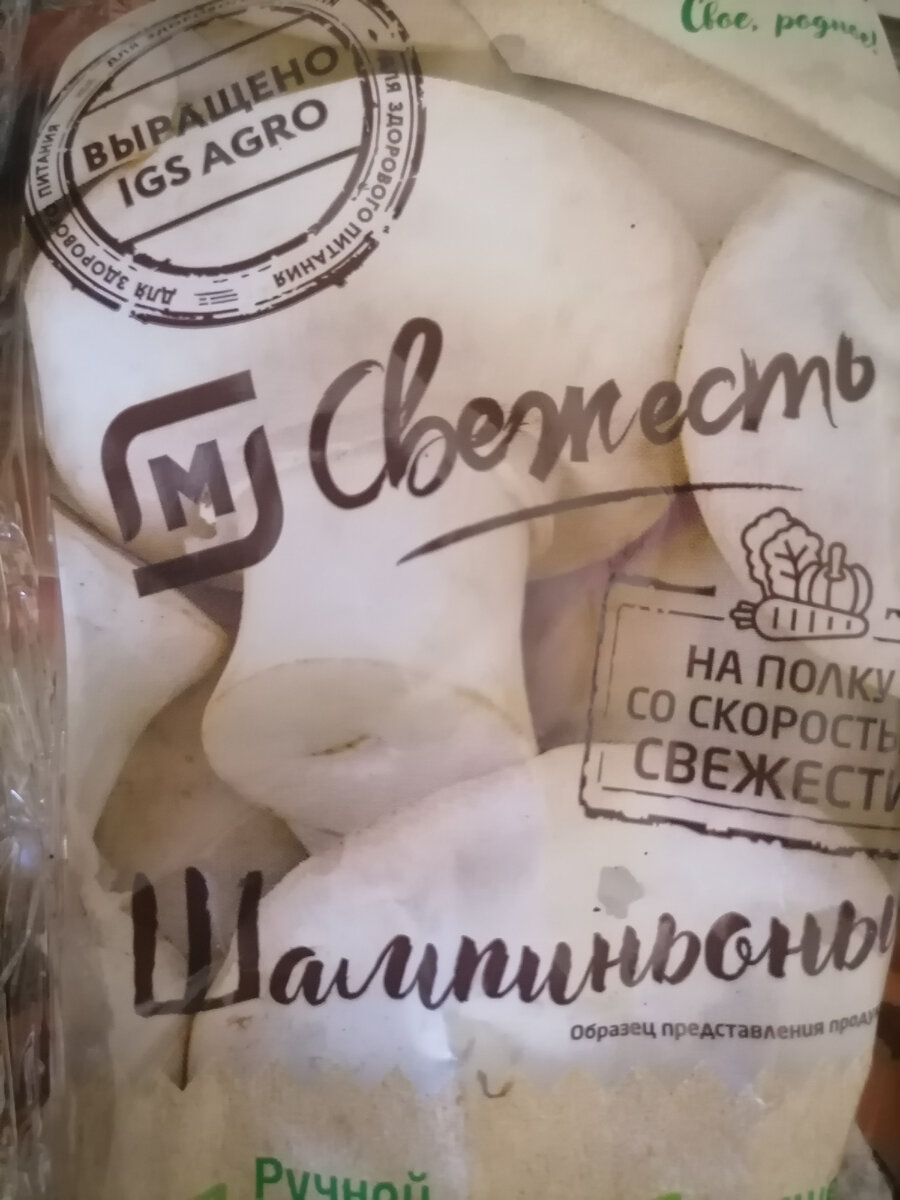 Свое, родное!
ВЫРАЩЕНО
IGS AGRO
ДЛЯ ЗДОРОВОГО ПИТАНИЯ
ДЛЯ ЗДОРОВОГО ПИТАНИЯ
М Свежесть
НА ПОЛКУ
СО СКОРОСТЬ
СВЕЖЕСТИ
Шампиньоны
Образец представления проду
Ручной